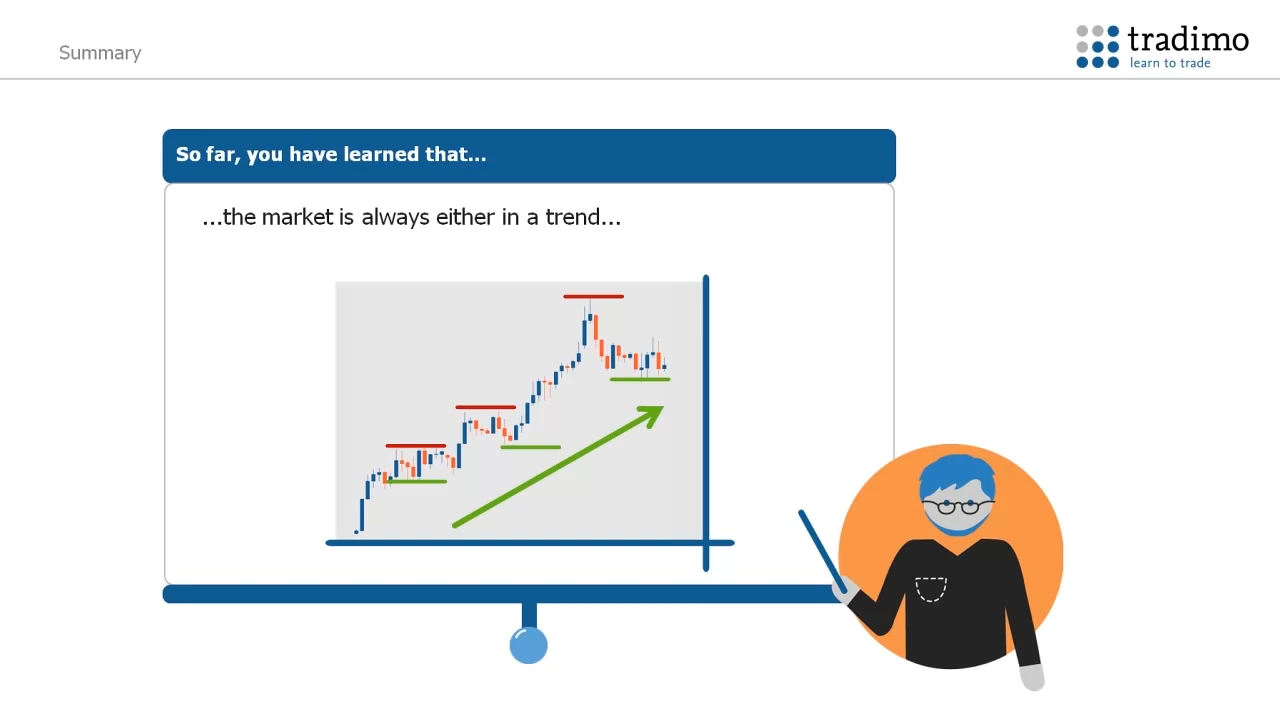 Summary
tradimo
learn to trade
So far, you have learned that...
...the market is always either in a trend...